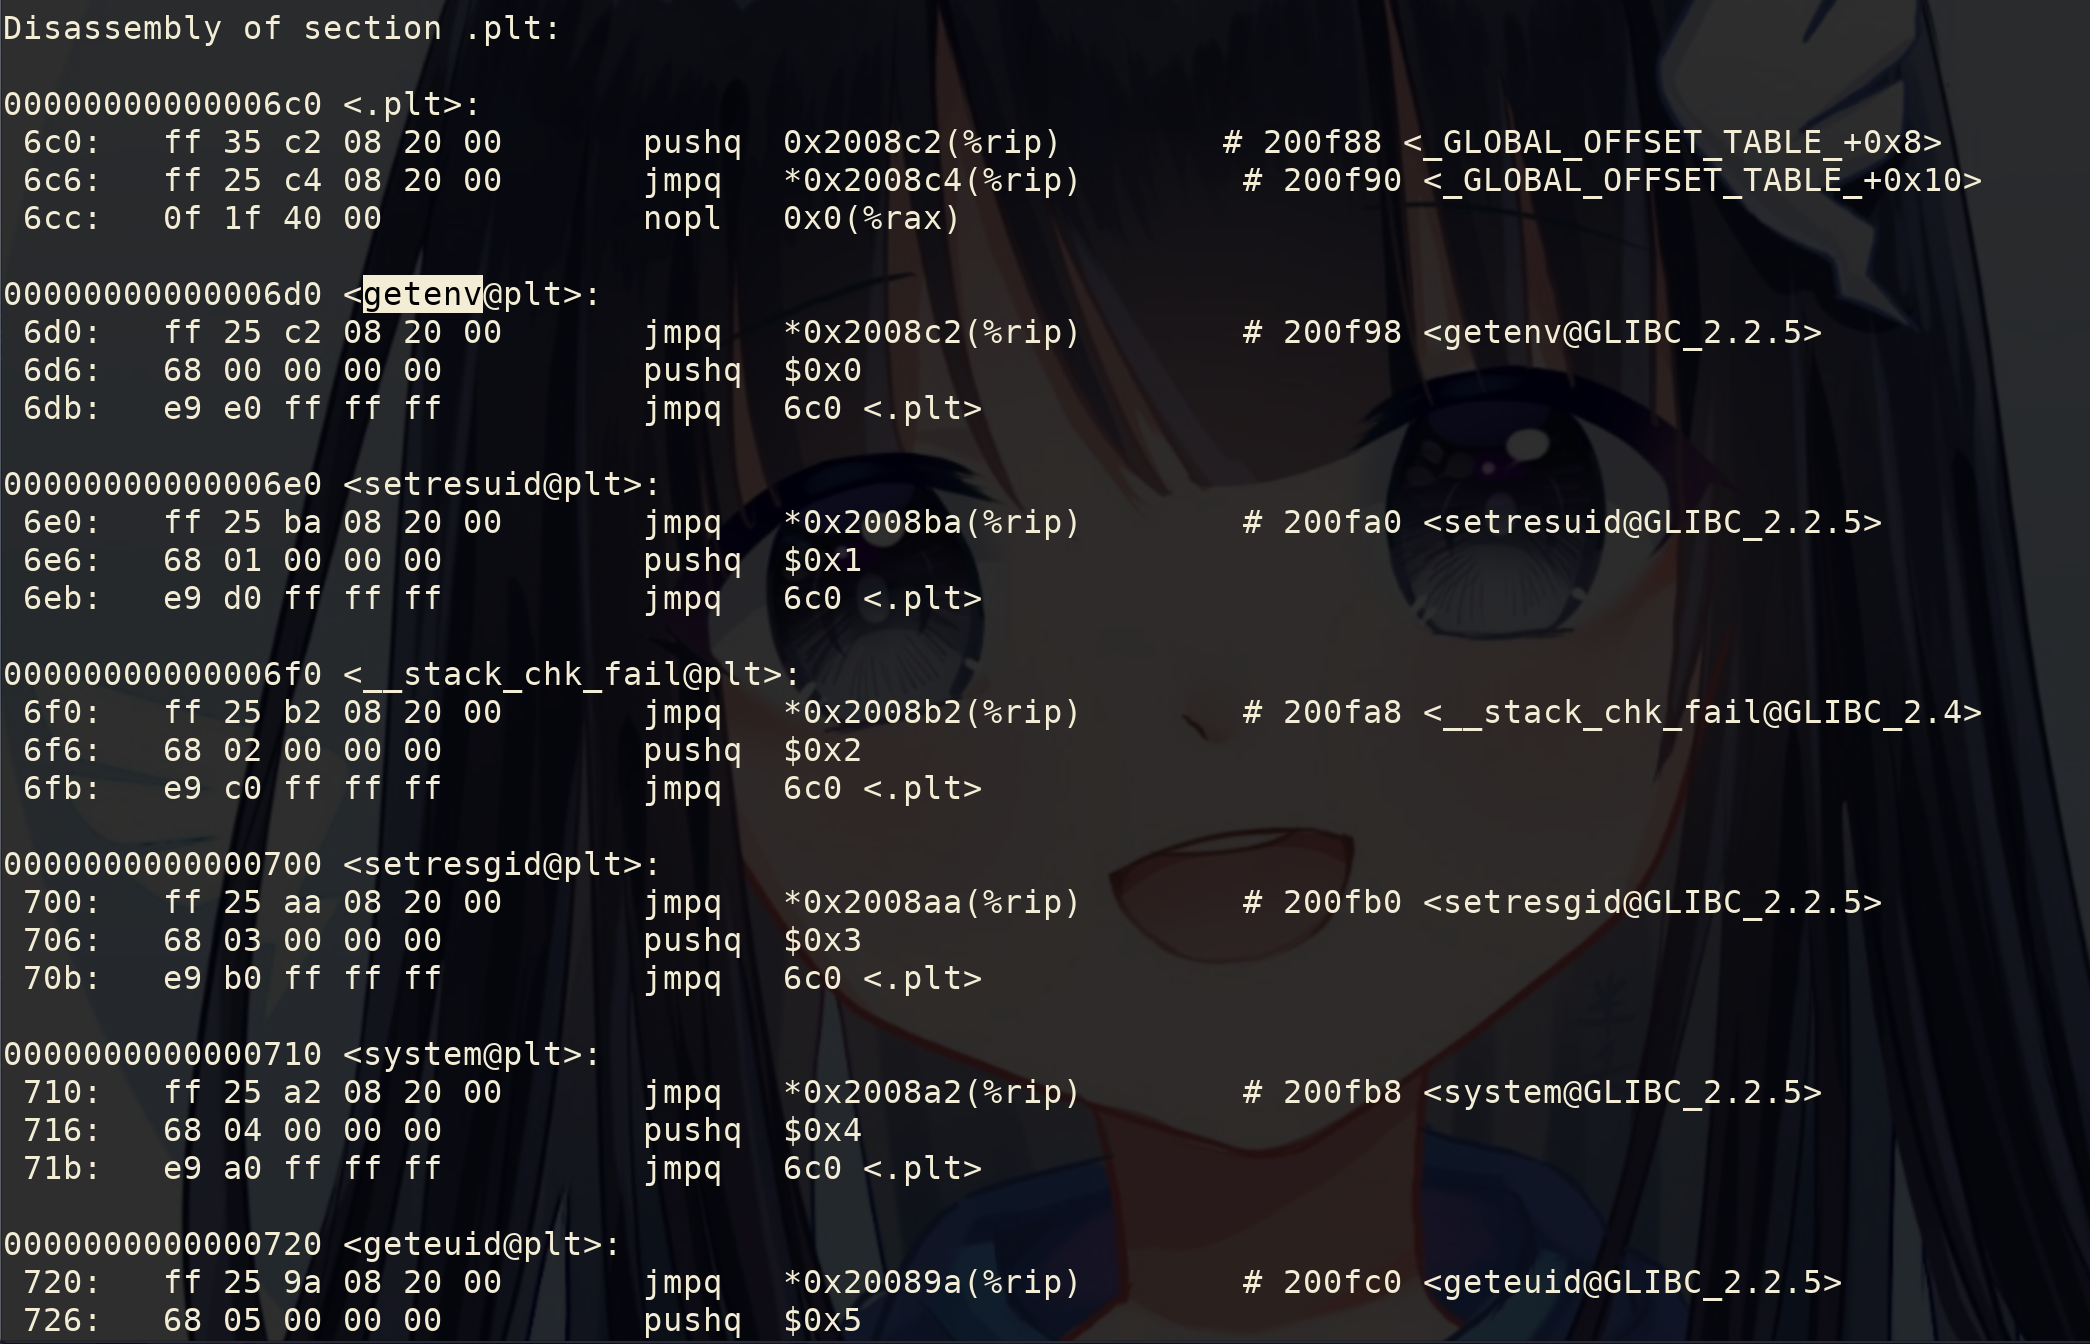 Disassembly of section .plt:
00000000000006c0 <.plt>:
6c0: ff 35 c2 08 20 00 pushq 0x2008c2(%rip) # 200f88 <_GLOBAL_OFFSET_TABLE_+0x8>
6c6: ff 25 c4 08 20 00 jmpq *0x2008c4(%rip) # 200f90 <_GLOBAL_OFFSET_TABLE_+0x10>
6cc: 0f 1f 40 00 nopl 0x0(%rax)
00000000000006d0 <getenv@plt>:
6d0: ff 25 c2 08 20 00 jmpq *0x2008c2(%rip) # 200f98 <getenv@GLIBC_2.2.5>
6d6: 68 00 00 00 00 pushq $0x0
6db: e9 e0 ff ff ff jmpq 6c0 <.plt>
00000000000006e0 <setresuid@plt>:
6e0: ff 25 ba 08 20 00 jmpq *0x2008ba(%rip) # 200fa0 <setresuid@GLIBC_2.2.5>
6e6: 68 01 00 00 00 pushq $0x1
6eb: e9 d0 ff ff ff jmpq 6c0 <.plt>
00000000000006f0 <__stack_chk_fail@plt>:
6f0: ff 25 b2 08 20 00 jmpq *0x2008b2(%rip) # 200fa8 <__stack_chk_fail@GLIBC_2.4>
6f6: 68 02 00 00 00 pushq $0x2
6fb: e9 c0 ff ff ff jmpq 6c0 <.plt>
0000000000000700 <setresgid@plt>:
700: ff 25 aa 08 20 00 jmpq *0x2008aa(%rip) # 200fb0 <setresgid@GLIBC_2.2.5>
706: 68 03 00 00 00 pushq $0x3
70b: e9 b0 ff ff ff jmpq 6c0 <.plt>
0000000000000710 <system@plt>:
710: ff 25 a2 08 20 00 jmpq *0x2008a2(%rip) # 200fb8 <system@GLIBC_2.2.5>
716: 68 04 00 00 00 pushq $0x4
71b: e9 a0 ff ff ff jmpq 6c0 <.plt>
0000000000000720 <geteuid@plt>:
720: ff 25 9a 08 20 00 jmpq *0x20089a(%rip) # 200fc0 <geteuid@GLIBC_2.2.5>
726: 68 05 00 00 00 pushq $0x5